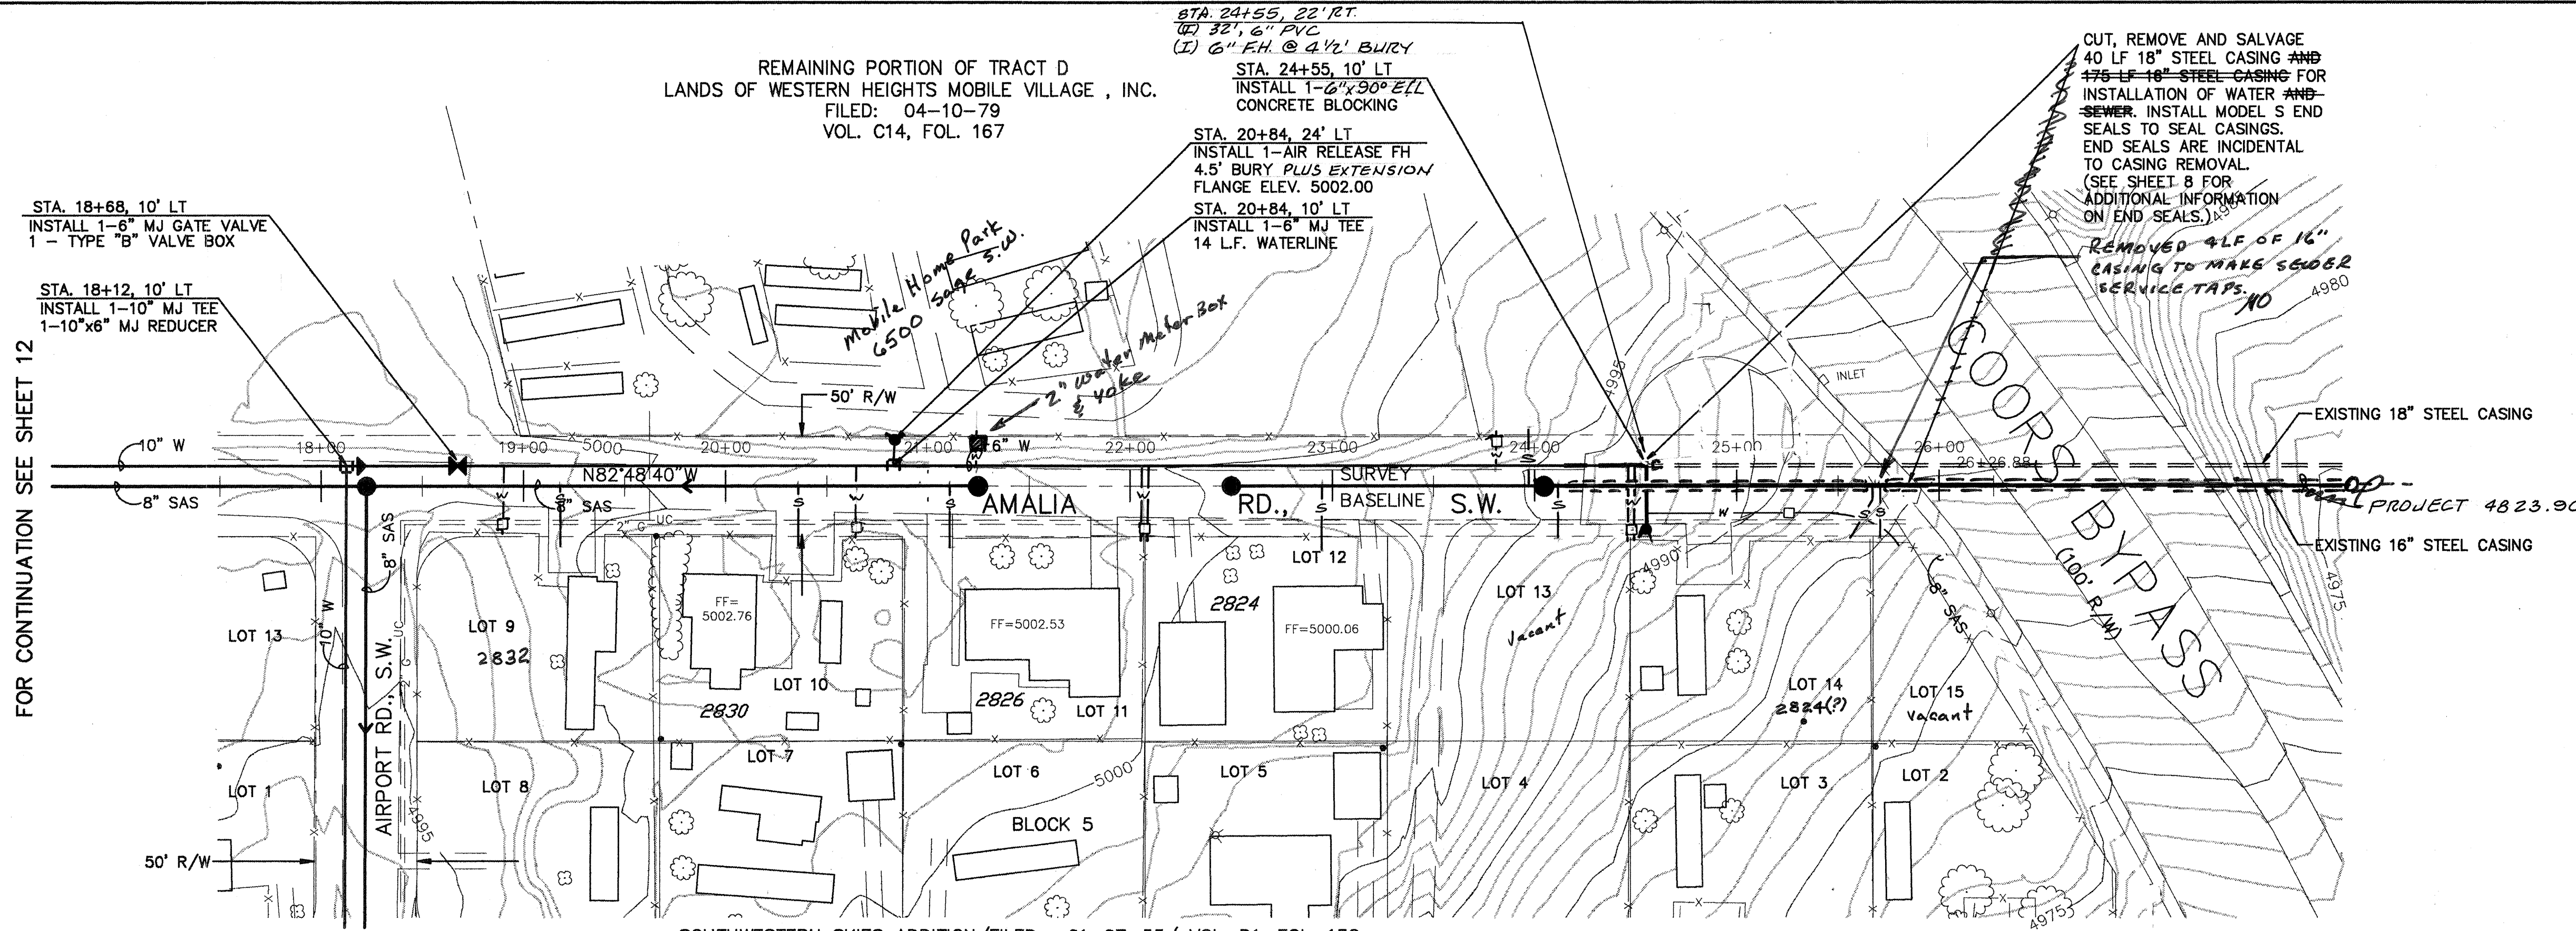 STA. 24+55, 22' RT.
(I) 32', 6" PVC
(I) 6" F.H. @ 4 1/2' BURY
STA. 24+55, 10' LT
INSTALL 1-6"x90° ELL
CONCRETE BLOCKING
REMAINING PORTION OF TRACT D
LANDS OF WESTERN HEIGHTS MOBILE VILLAGE , INC.
FILED: 04-10-79
VOL. C14, FOL. 167
STA. 20+84, 24' LT
INSTALL 1-AIR RELEASE FH
4.5' BURY PLUS EXTENSION
FLANGE ELEV. 5002.00
STA. 20+84, 10' LT
INSTALL 1-6" MJ TEE
14 L.F. WATERLINE
CUT, REMOVE AND SALVAGE
40 LF 18" STEEL CASING AND
175 LF 16" STEEL CASING FOR
INSTALLATION OF WATER AND
SEWER. INSTALL MODEL S END
SEALS TO SEAL CASINGS.
END SEALS ARE INCIDENTAL
TO CASING REMOVAL.
(SEE SHEET 8 FOR
ADDITIONAL INFORMATION
ON END SEALS.)
REMOVED 4LF OF 16"
CASING TO MAKE SEWER
SERVICE TAPS.
4980
STA. 18+68, 10' LT
INSTALL 1-6" MJ GATE VALVE
1 - TYPE "B" VALVE BOX
STA. 18+12, 10' LT
INSTALL 1-10" MJ TEE
1-10"x6" MJ REDUCER
Mobile Home Park
6500 Sage S.W.
2" Water Meter Box
& yoke
50' R/W
4995
INLET
COORS BYPASS
(100' R/W)
EXISTING 18" STEEL CASING
PROJECT 4823.90
EXISTING 16" STEEL CASING
FOR CONTINUATION SEE SHEET 12
10" W
8" SAS
18+00
19+00
5000
20+00
21+00
6" W
22+00
23+00
24+00
25+00
26+00
26+26.88
N82°48'40"W
8" SAS
AMALIA RD., S.W.
SURVEY
BASELINE
W
S
W
S
S
W
S
W
S
S
W
S
S
2" G
UC
8" SAS
10" W
UC
2" G
AIRPORT RD., S.W.
4995
LOT 13
LOT 9
2832
FF=
5002.76
LOT 10
2830
FF=5002.53
2826
LOT 11
LOT 12
2824
FF=5000.06
LOT 13
vacant
4990
LOT 14
2824(?)
LOT 15
vacant
8" SAS
4975
LOT 1
LOT 8
LOT 7
LOT 6
5000
LOT 5
LOT 4
LOT 3
LOT 2
BLOCK 5
50' R/W
4975